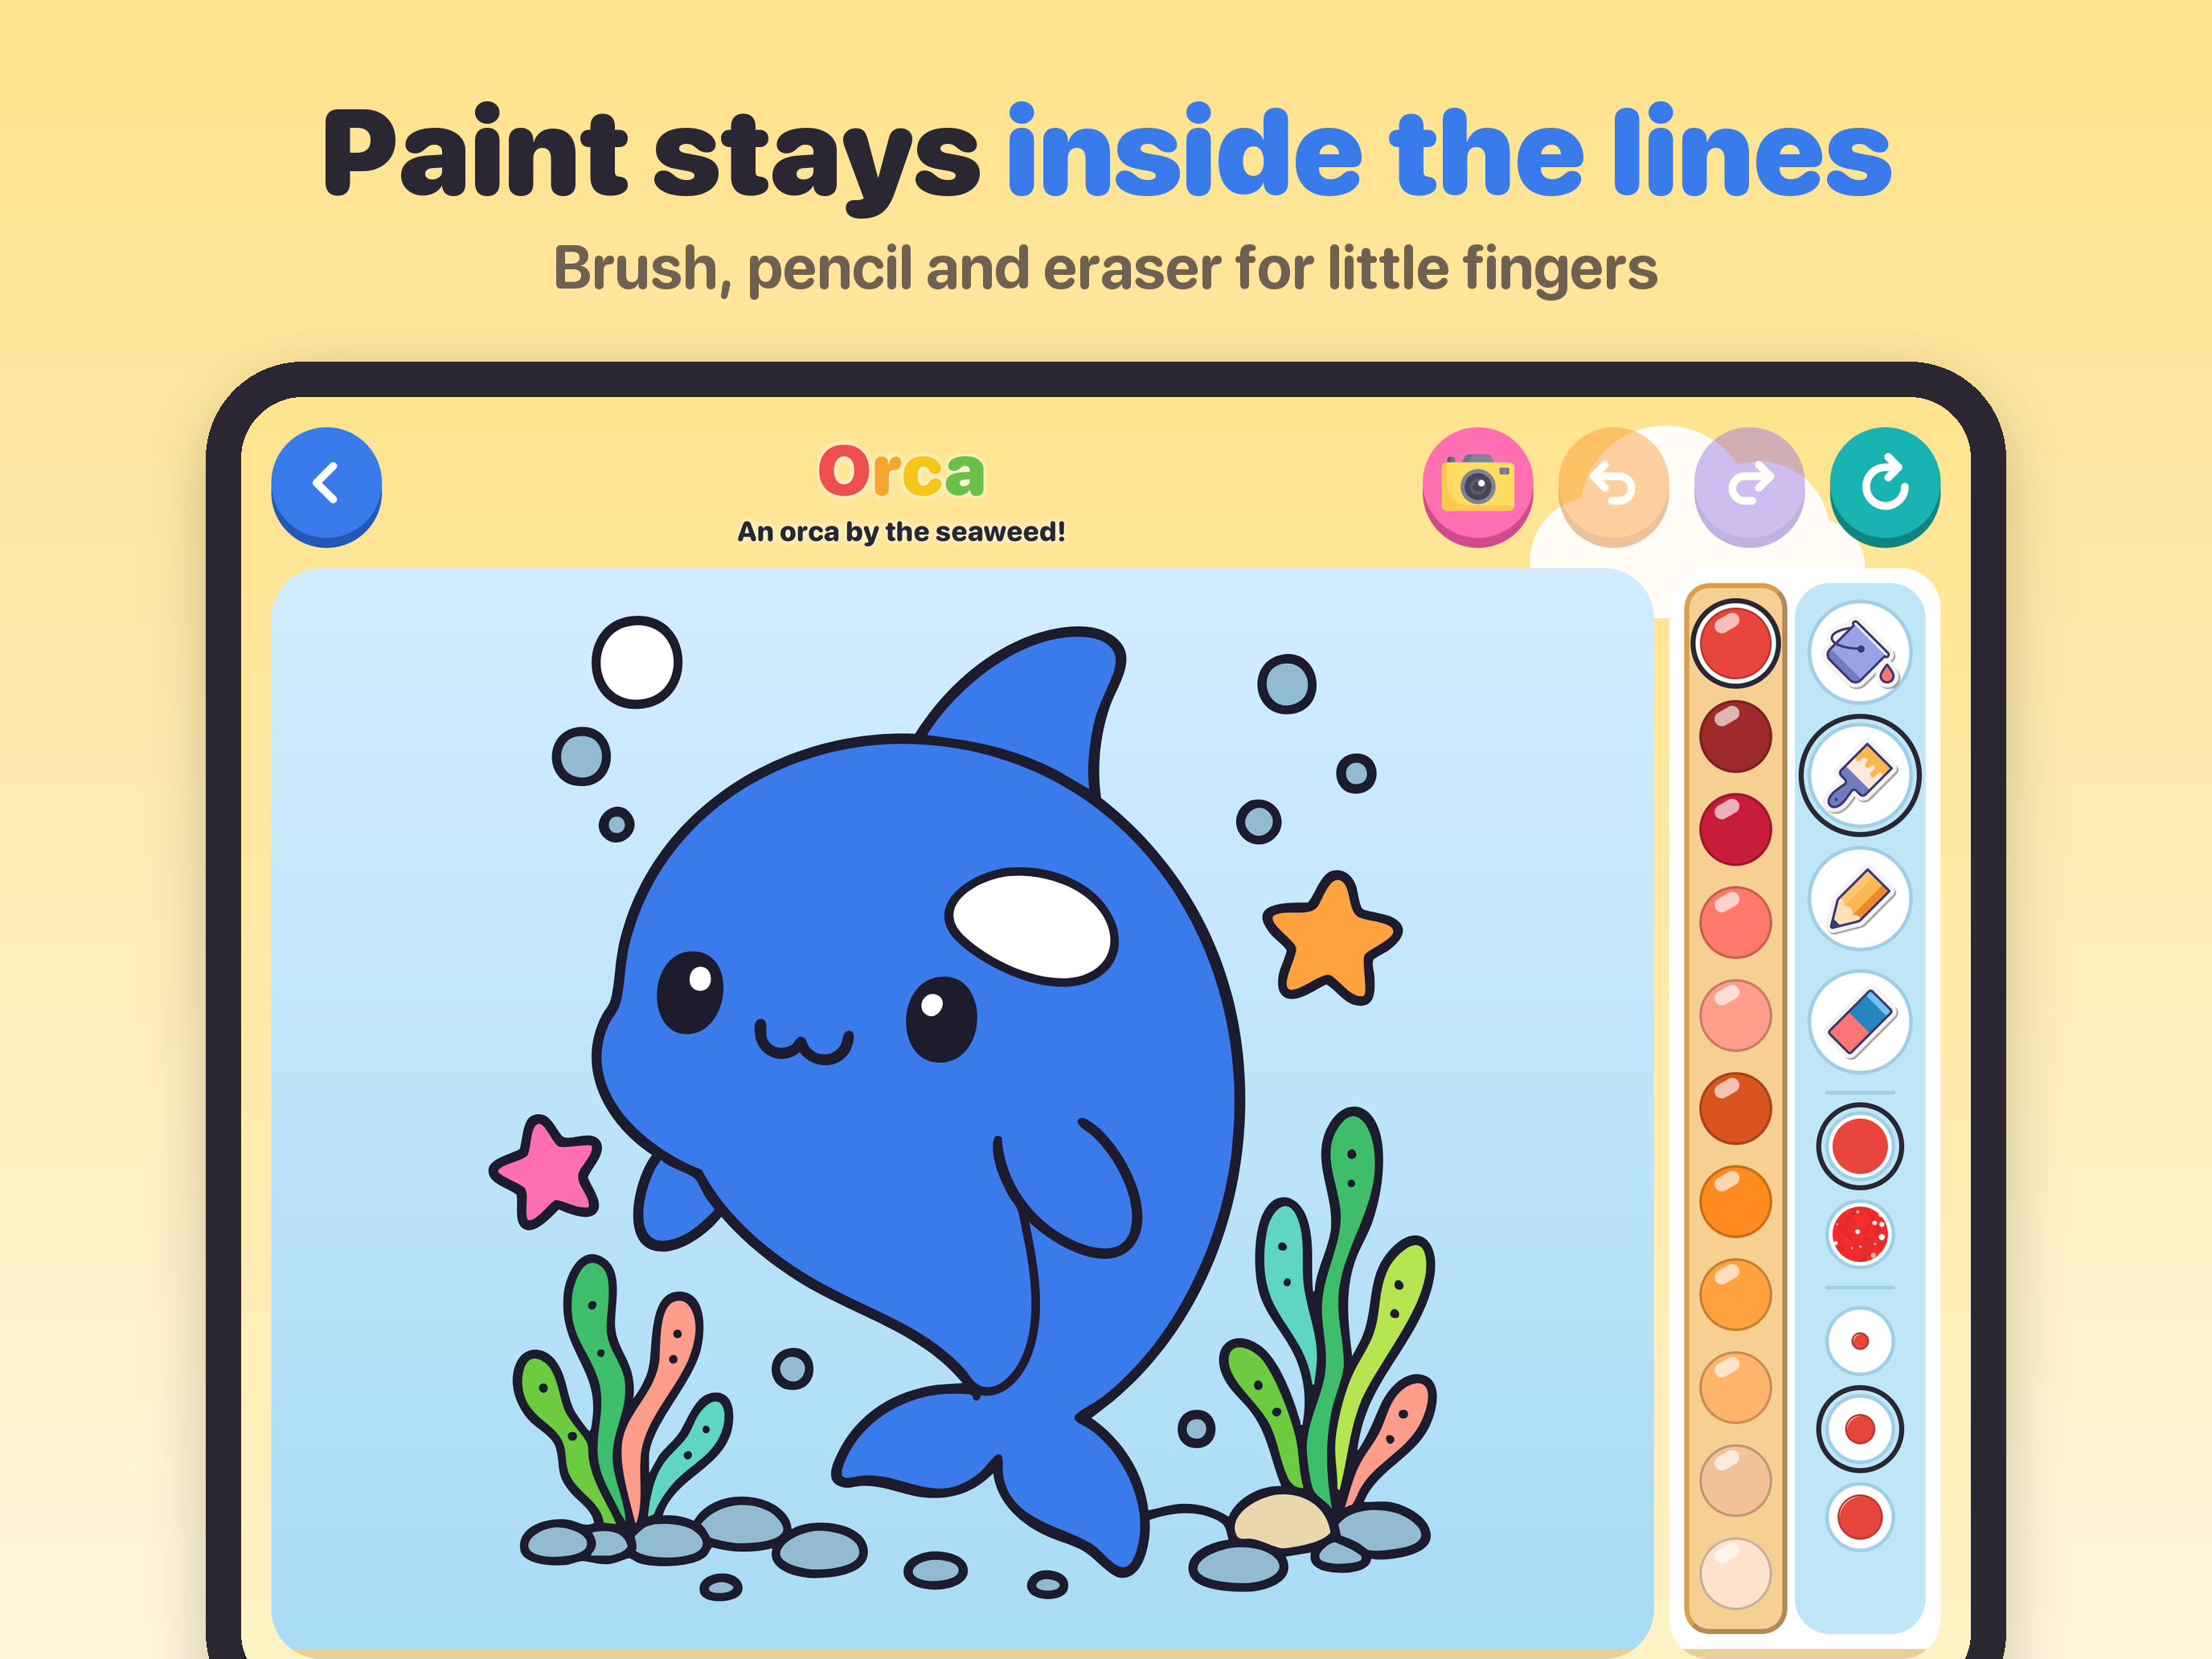 Paint stays inside the lines
Brush, pencil and eraser for little fingers
Orca
An orca by the seaweed!